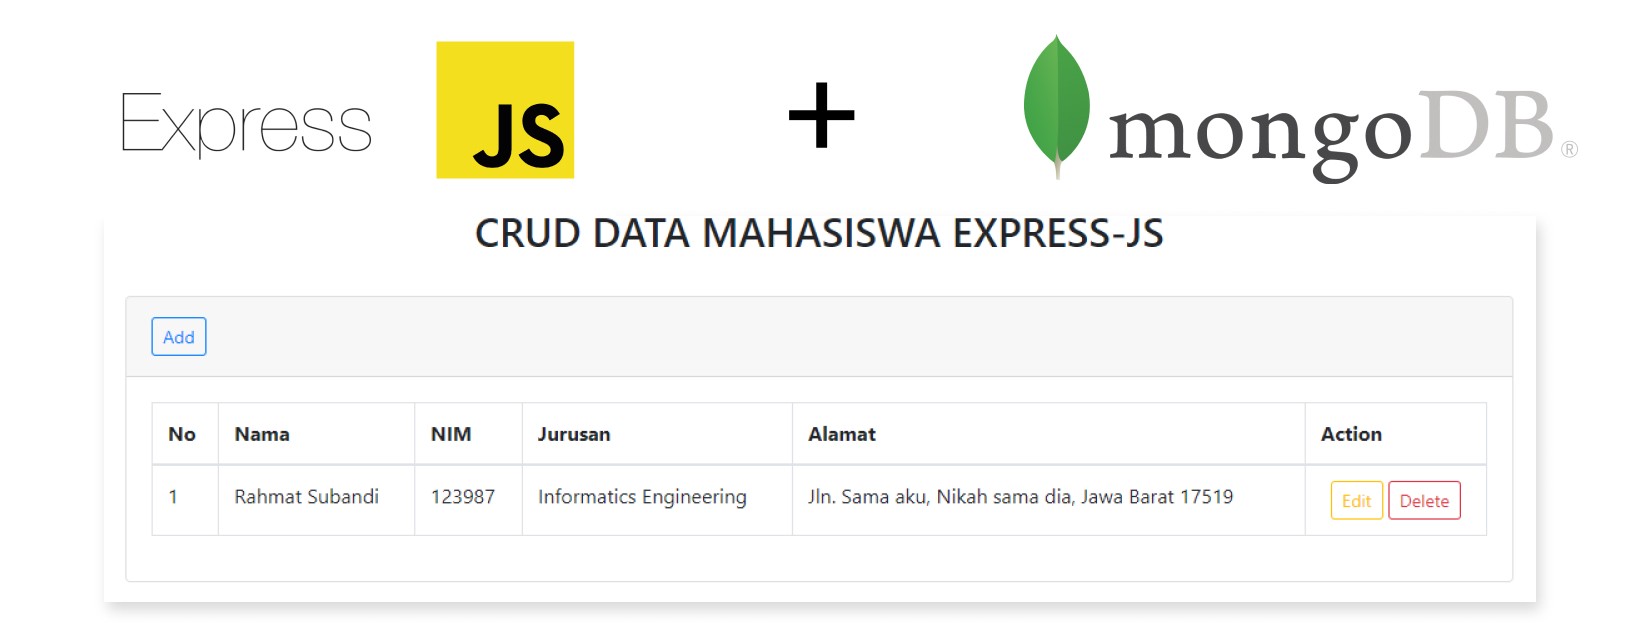 Express JS + mongoDB®
CRUD DATA MAHASISWA EXPRESS-JS
Add
No Nama NIM Jurusan Alamat Action
1 Rahmat Subandi 123987 Informatics Engineering Jln. Sama aku, Nikah sama dia, Jawa Barat 17519 Edit Delete